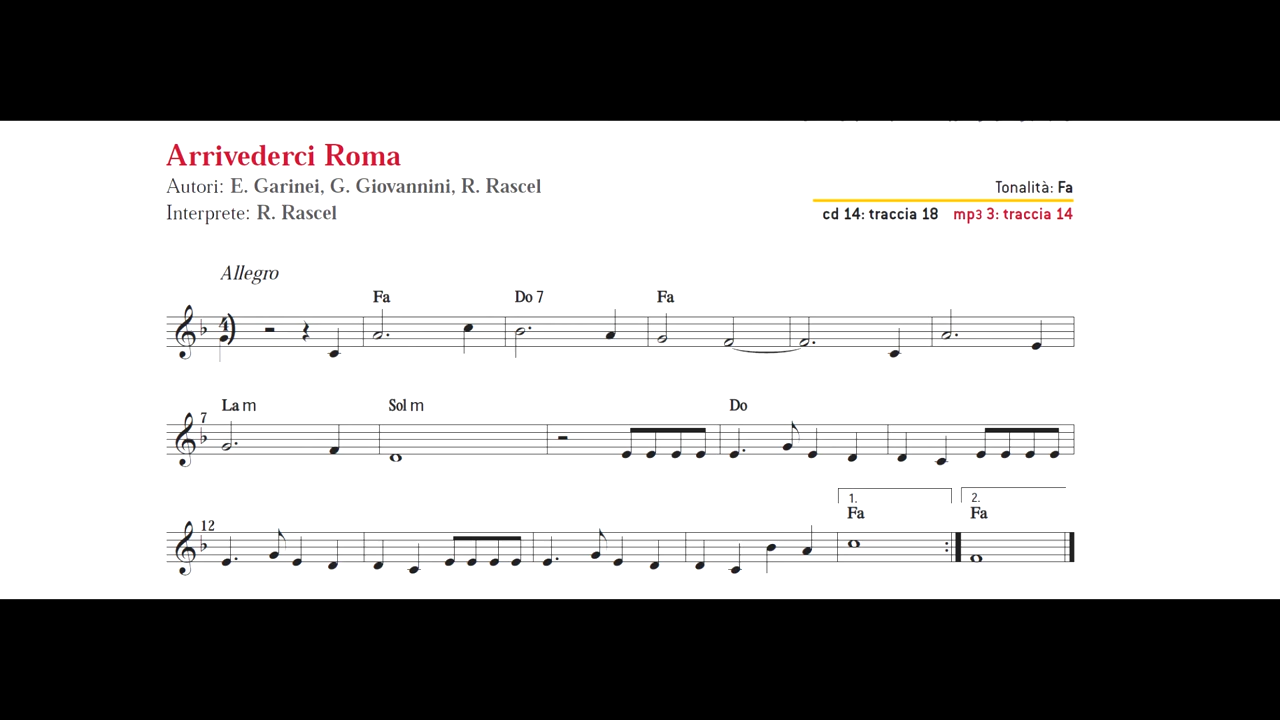 Arrivederci Roma
Autori: E. Garinei, G. Giovannini, R. Rascel
Tonalità: Fa
Interprete: R. Rascel
cd 14: traccia 18 mp3 3: traccia 14
Allegro
Fa Do 7 Fa
4
7
La m Sol m Do
12
1. 2.
Fa Fa